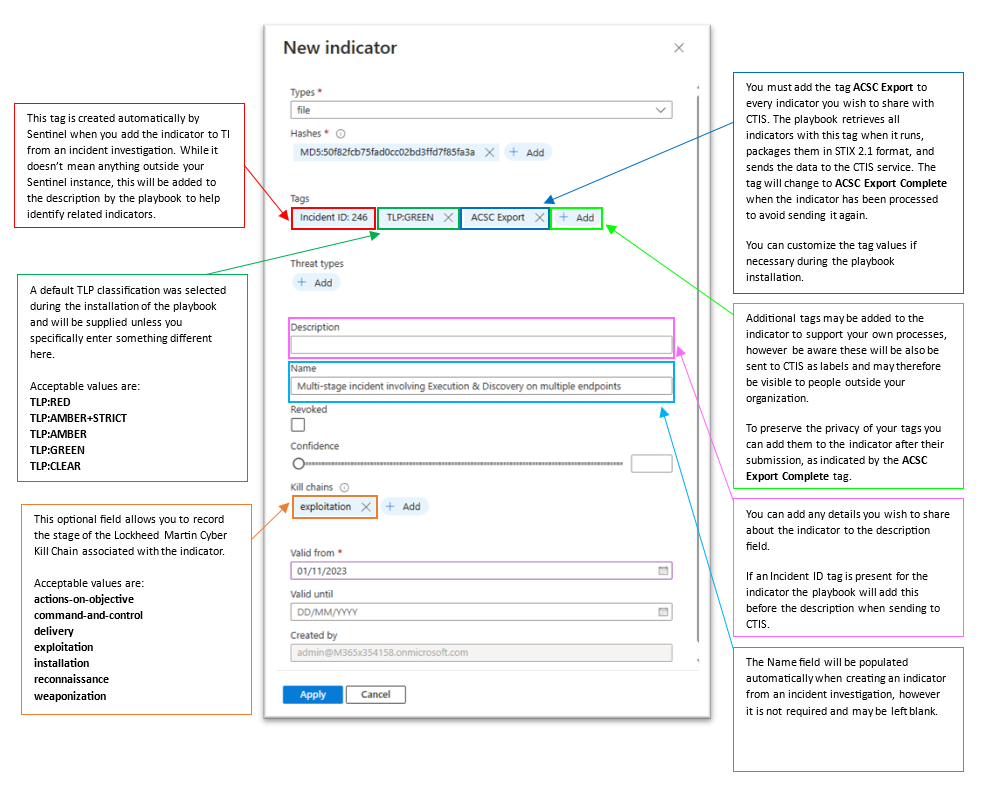 New indicator
Types *
file
Hashes *
MD5:50f82fcb75fad0cc02bd3ffd7f85fa3a
Add
Tags
Incident ID: 246
TLP:GREEN
ACSC Export
Add
Threat types
Add
Description
Name
Multi-stage incident involving Execution & Discovery on multiple endpoints
Revoked
Confidence
Kill chains
exploitation
Add
Valid from *
01/11/2023
Valid until
DD/MM/YYYY
Created by
admin@M365x354158.onmicrosoft.com
Apply
Cancel
This tag is created automatically by
Sentinel when you add the indicator to TI
from an incident investigation. While it
doesn't mean anything outside your
Sentinel instance, this will be added to
the description by the playbook to help
identify related indicators.
A default TLP classification was selected
during the installation of the playbook
and will be supplied unless you
specifically enter something different
here.
Acceptable values are:
TLP:RED
TLP:AMBER+STRICT
TLP:AMBER
TLP:GREEN
TLP:CLEAR
This optional field allows you to record
the stage of the Lockheed Martin Cyber
Kill Chain associated with the indicator.
Acceptable values are:
actions-on-objective
command-and-control
delivery
exploitation
installation
reconnaissance
weaponization
You must add the tag ACSC Export to
every indicator you wish to share with
CTIS. The playbook retrieves all
indicators with this tag when it runs,
packages them in STIX 2.1 format, and
sends the data to the CTIS service. The
tag will change to ACSC Export Complete
when the indicator has been processed
to avoid sending it again.
You can customize the tag values if
necessary during the playbook
installation.
Additional tags may be added to the
indicator to support your own processes,
however be aware these will be also be
sent to CTIS as labels and may therefore
be visible to people outside your
organization.
To preserve the privacy of your tags you
can add them to the indicator after their
submission, as indicated by the ACSC
Export Complete tag.
You can add any details you wish to share
about the indicator to the description
field.
If an Incident ID tag is present for the
indicator the playbook will add this
before the description when sending to
CTIS.
The Name field will be populated
automatically when creating an indicator
from an incident investigation, however
it is not required and may be left blank.